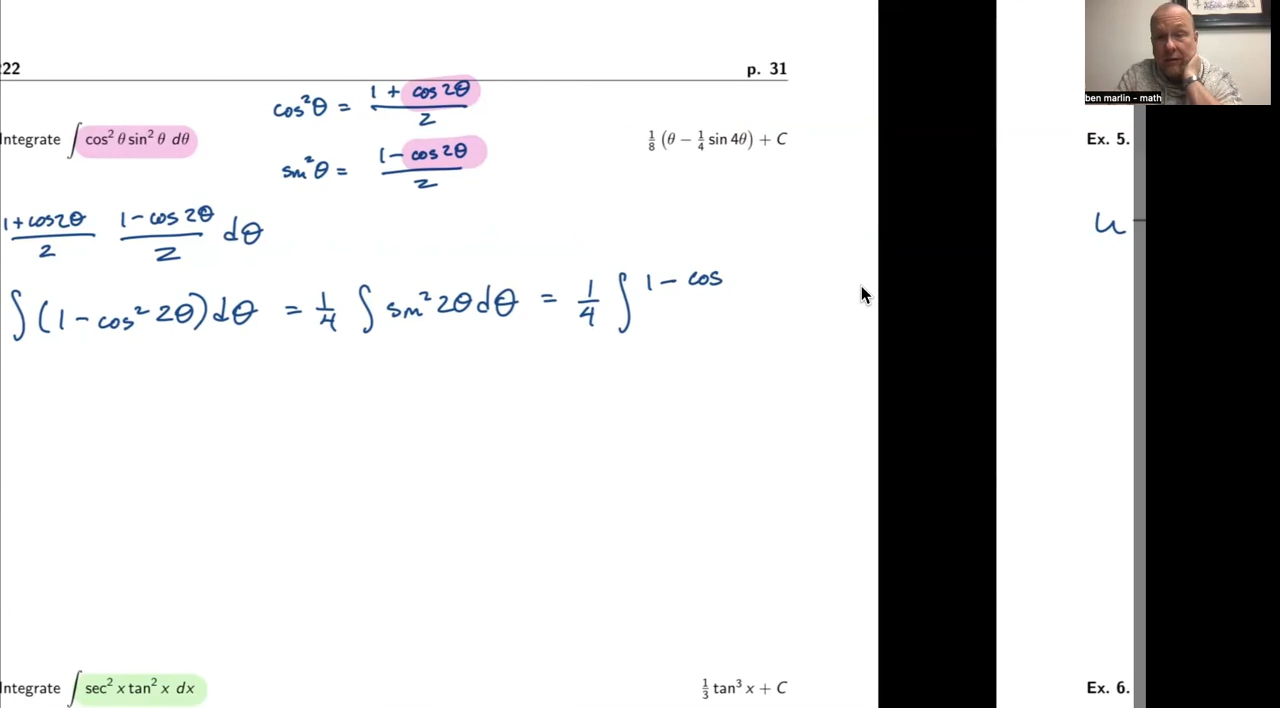 :22 p. 31
cos²θ = (1 + cos 2θ)/2
Integrate ∫ cos² θ sin² θ dθ
1/8 (θ − 1/4 sin 4θ) + C
Ex. 5.
sin²θ = (1 − cos 2θ)/2
(1 + cos2θ)/2 (1 − cos 2θ)/2 dθ
u
∫ (1 − cos² 2θ) dθ = 1/4 ∫ sin² 2θ dθ = 1/4 ∫ 1 − cos
Integrate ∫ sec² x tan² x dx
1/3 tan³ x + C
Ex. 6.
ben marlin - math